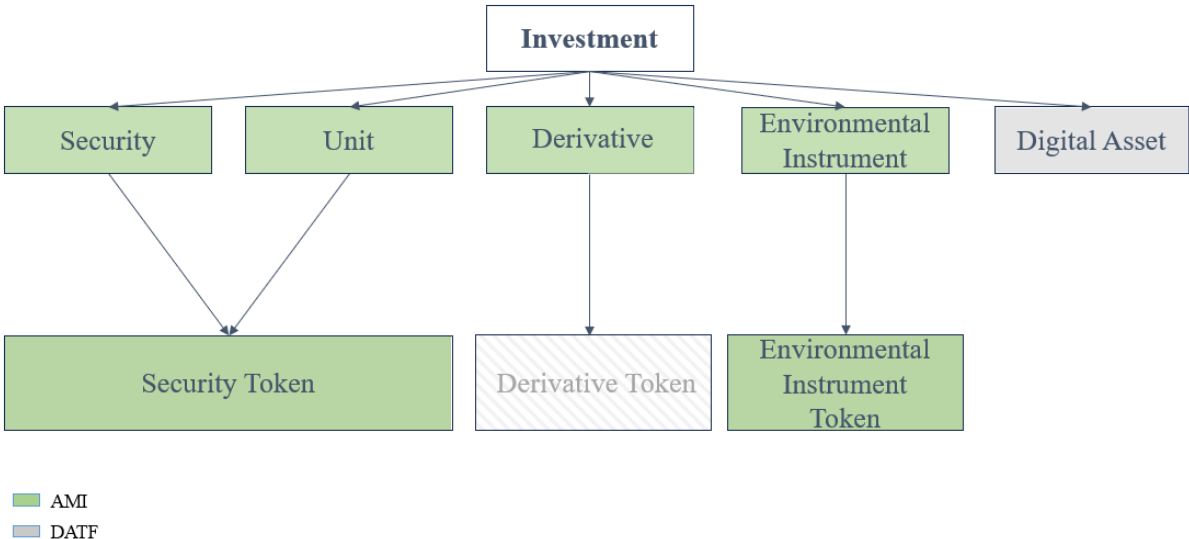 Investment
Security
Unit
Derivative
Environmental
Instrument
Digital Asset
Security Token
Derivative Token
Environmental
Instrument
Token
AMI
DATF